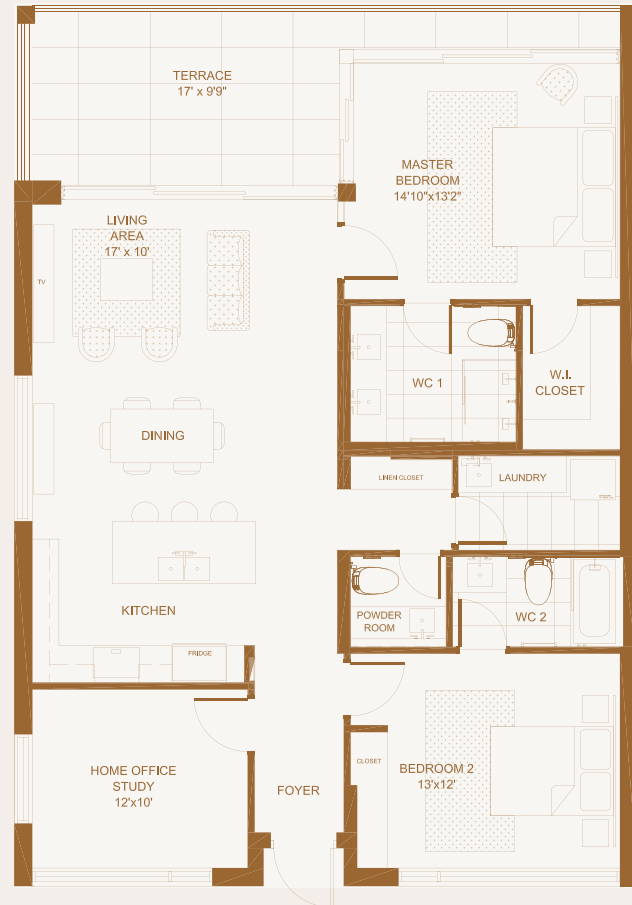 TERRACE
17' x 9'9"
MASTER
BEDROOM
14'10"x13'2"
LIVING
AREA
17' x 10'
TV
WC 1
W.I.
CLOSET
DINING
LINEN CLOSET
LAUNDRY
KITCHEN
POWDER
ROOM
WC 2
FRIDGE
HOME OFFICE
STUDY
12'x10'
FOYER
CLOSET
BEDROOM 2
13'x12'